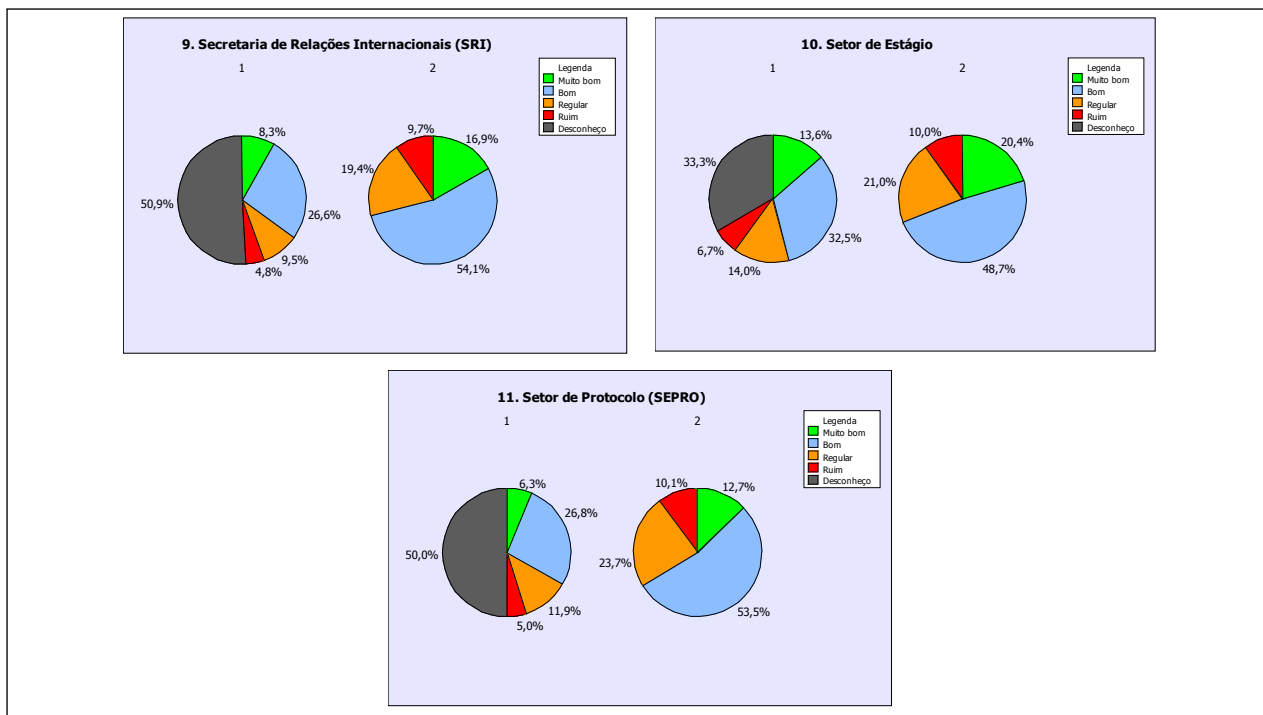 9. Secretaria de Relações Internacionais (SRI)
1
2
Legenda
Muito bom
Bom
Regular
Ruim
Desconheço
8,3%
26,6%
9,5%
4,8%
50,9%
9,7%
16,9%
19,4%
54,1%
10. Setor de Estágio
1
2
Legenda
Muito bom
Bom
Regular
Ruim
Desconheço
13,6%
33,3%
32,5%
6,7%
14,0%
10,0%
20,4%
21,0%
48,7%
11. Setor de Protocolo (SEPRO)
1
2
Legenda
Muito bom
Bom
Regular
Ruim
Desconheço
6,3%
26,8%
50,0%
11,9%
5,0%
10,1%
12,7%
23,7%
53,5%